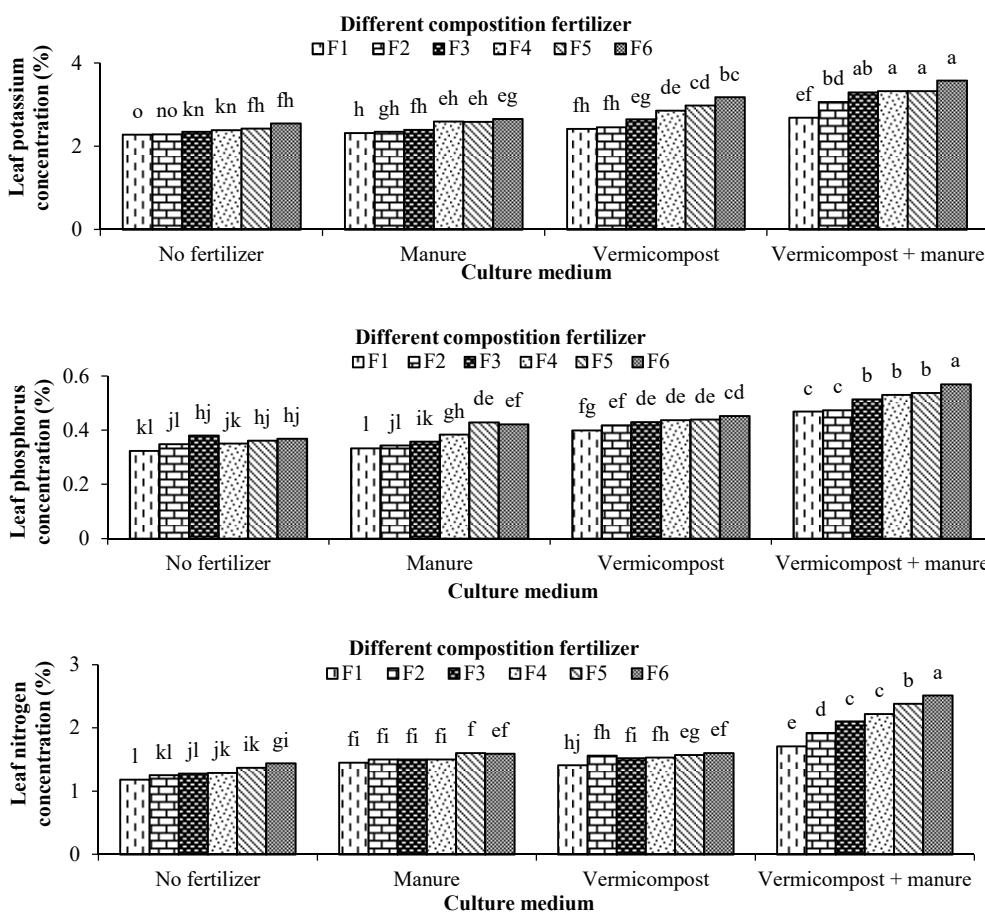 Different compostition fertilizer
F1 F2 F3 F4 F5 F6
Leaf potassium
concentration (%)
4
2
0
o no kn kn fh fh
h gh fh eh eh eg
fh fh eg de cd bc
ef bd ab a a a
No fertilizer Manure Vermicompost Vermicompost + manure
Culture medium
Different compostition fertilizer
F1 F2 F3 F4 F5 F6
Leaf phosphorus
concentration (%)
0.6
0.4
0.2
0
kl jl hj jk hj hj
l jl ik gh de ef
fg ef de de de cd
c c b b b a
No fertilizer Manure Vermicompost Vermicompost + manure
Culture medium
Different compostition fertilizer
F1 F2 F3 F4 F5 F6
Leaf nitrogen
concentration (%)
3
2
1
0
l kl jl jk ik gi
fi fi fi fi f ef
hj fh fi fh eg ef
e d c c b a
No fertilizer Manure Vermicompost Vermicompost + manure
Culture medium